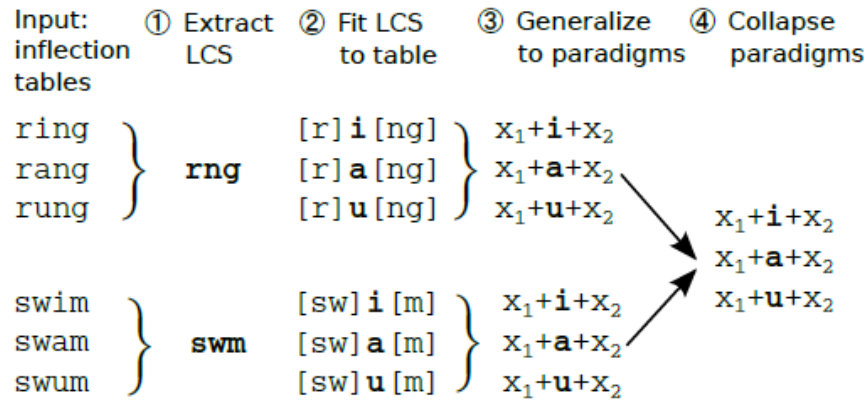 Input: ① Extract ② Fit LCS ③ Generalize ④ Collapse
inflection LCS to table to paradigms paradigms
tables
ring [r]i[ng] x₁+i+x₂
rang rng [r]a[ng] x₁+a+x₂
rung [r]u[ng] x₁+u+x₂
x₁+i+x₂
x₁+a+x₂
x₁+u+x₂
swim [sw]i[m] x₁+i+x₂
swam swm [sw]a[m] x₁+a+x₂
swum [sw]u[m] x₁+u+x₂